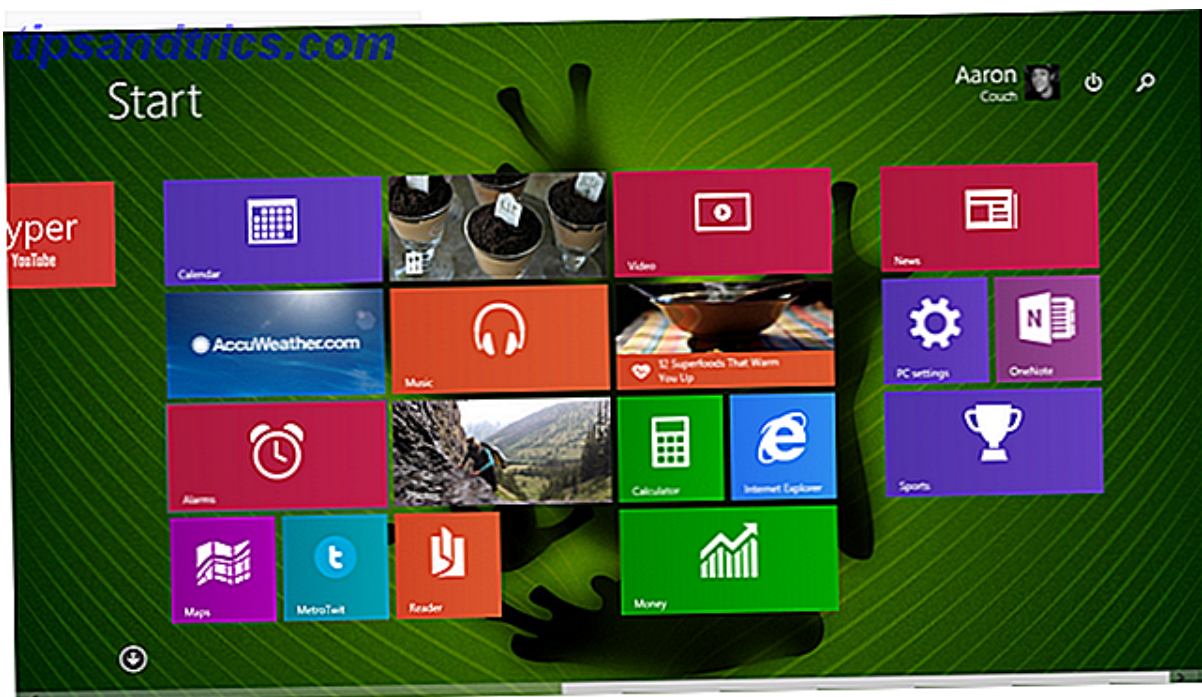 tipsandtrics.com
Start
Aaron
Couch
yper
YouTube
Calendar
Video
News
AccuWeather.com
Music
12 Superfoods That Warm
You Up
PC settings
N
OneNote
Alarms
Calculator
Internet Explorer
Sports
Maps
MetroTwit
Reader
Money